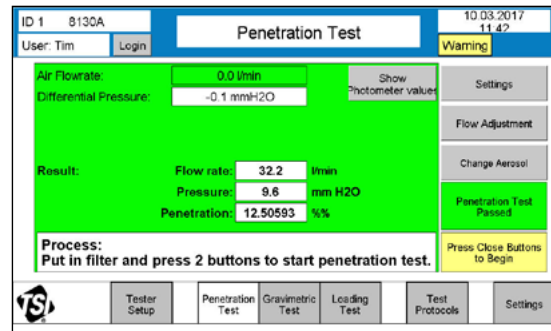 ID 1 8130A
Penetration Test
10.03.2017
11:42
User: Tim
Login
Warning
Air Flowrate:
0.0 l/min
Show
Photometer values
Settings
Differential Pressure:
-0.1 mmH2O
Flow Adjustment
Change Aerosol
Result:
Flow rate: 32.2 l/min
Pressure: 9.6 mm H2O
Penetration: 12.50593 %%
Penetration Test
Passed
Process:
Put in filter and press 2 buttons to start penetration test.
Press Close Buttons
to Begin
TSI
Tester
Setup
Penetration
Test
Gravimetric
Test
Loading
Test
Test
Protocols
Settings